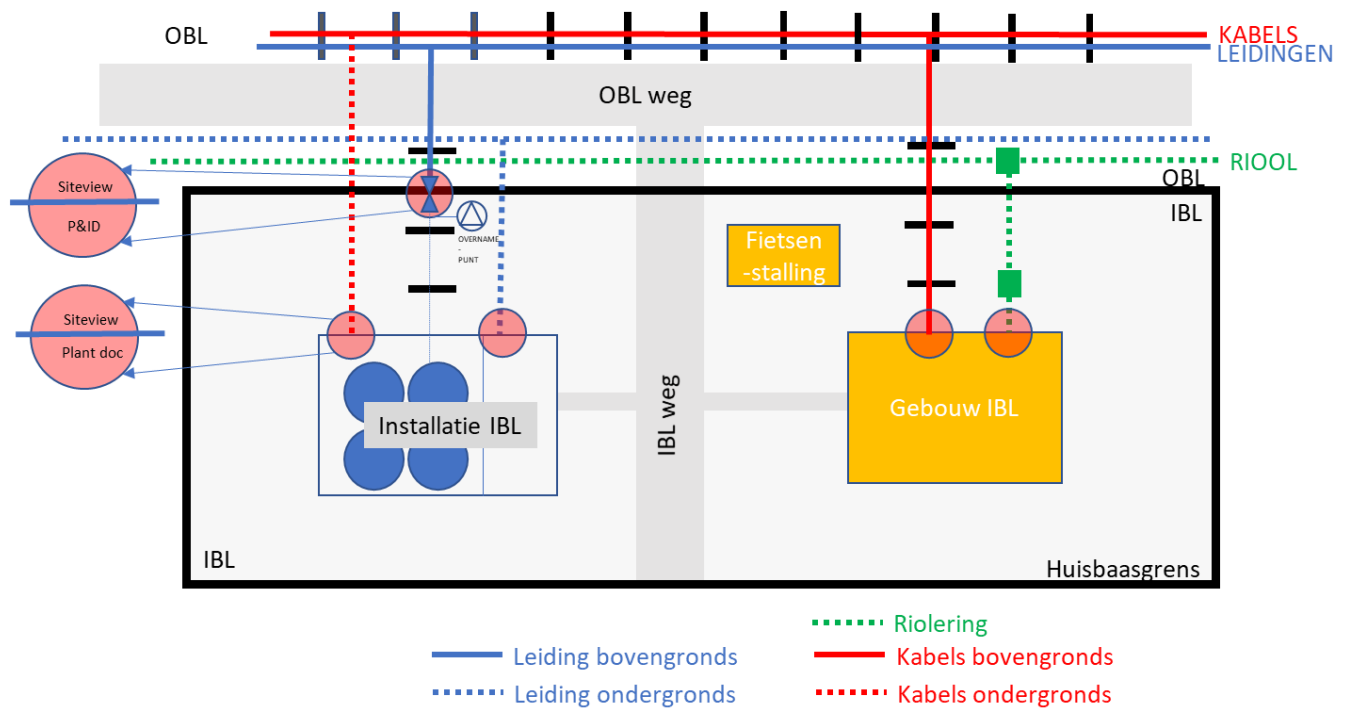 OBL
KABELS
LEIDINGEN
OBL weg
RIOOL
OBL
IBL
Siteview
P&ID
OVERNAME
-
PUNT
Fietsen
-stalling
Siteview
Plant doc
Installatie IBL
IBL weg
Gebouw IBL
IBL
Huisbaasgrens
Riolering
Leiding bovengronds
Kabels bovengronds
Leiding ondergronds
Kabels ondergronds